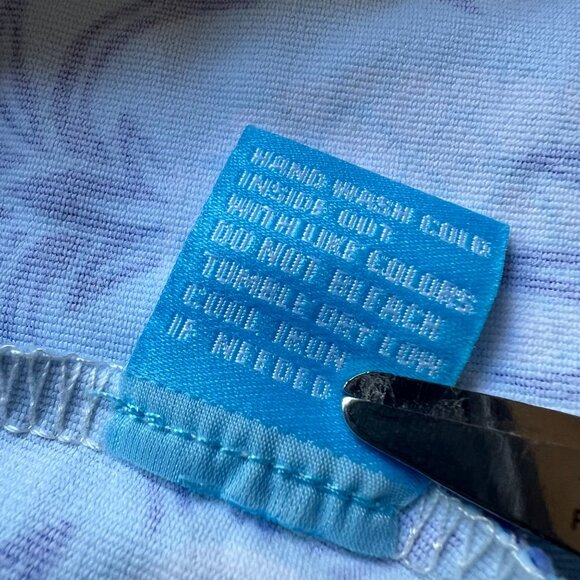 HAND WASH COLD
INSIDE OUT
WITH LIKE COLORS
DO NOT BLEACH
TUMBLE DRY LOW
COOL IRON
IF NEEDED